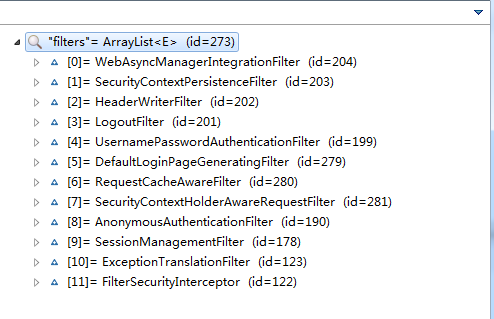 "filters"= ArrayList<E> (id=273)
[0]= WebAsyncManagerIntegrationFilter (id=204)
[1]= SecurityContextPersistenceFilter (id=203)
[2]= HeaderWriterFilter (id=202)
[3]= LogoutFilter (id=201)
[4]= UsernamePasswordAuthenticationFilter (id=199)
[5]= DefaultLoginPageGeneratingFilter (id=279)
[6]= RequestCacheAwareFilter (id=280)
[7]= SecurityContextHolderAwareRequestFilter (id=281)
[8]= AnonymousAuthenticationFilter (id=190)
[9]= SessionManagementFilter (id=178)
[10]= ExceptionTranslationFilter (id=123)
[11]= FilterSecurityInterceptor (id=122)